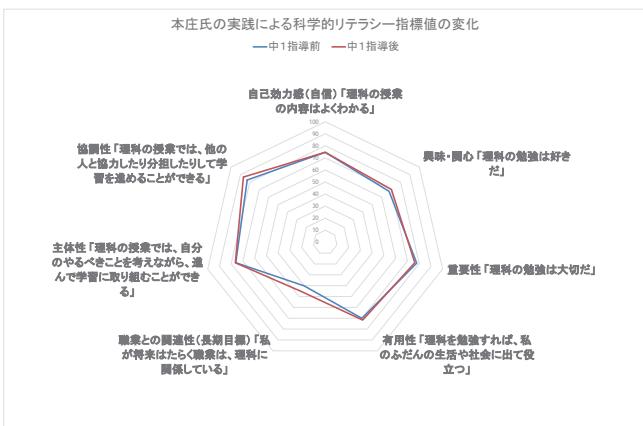 本庄氏の実践による科学的リテラシー指標値の変化
中１指導前 中１指導後
自己効力感（自信）「理科の授業
の内容はよくわかる」
興味・関心「理科の勉強は好き
だ」
重要性「理科の勉強は大切だ」
有用性「理科を勉強すれば、私
のふだんの生活や社会に出て役
立つ」
職業との関連性（長期目標）「私
が将来はたらく職業は、理科に
関係している」
主体性「理科の授業では、自分
のやるべきことを考えながら、進
んで学習に取り組むことができ
る」
協調性「理科の授業では、他の
人と協力したり分担したりして学
習を進めることができる」
100
90
80
70
60
50
40
30
20
10
0